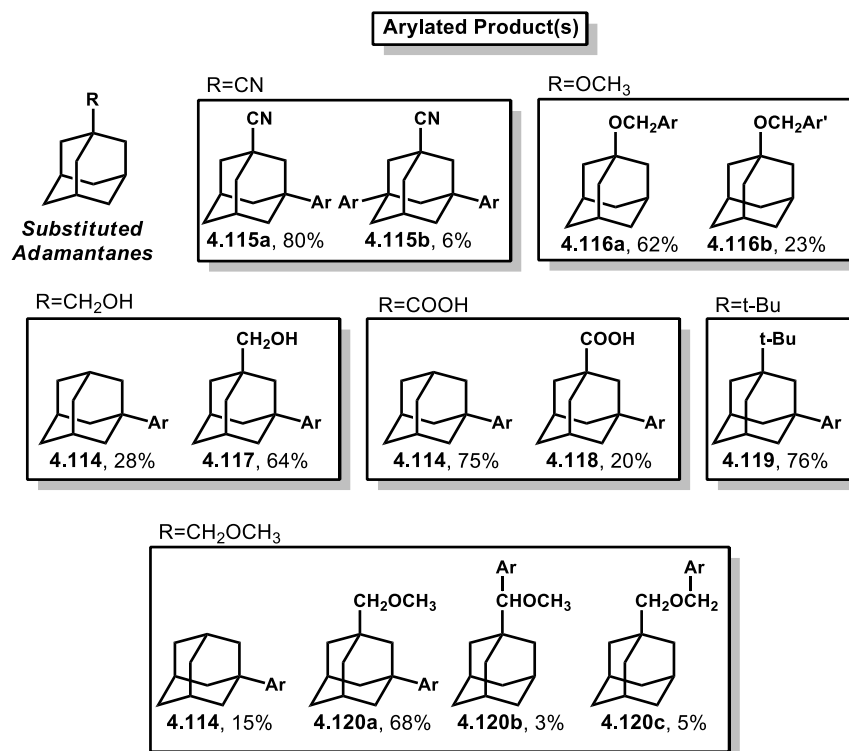 Arylated Product(s)
R=CN
R=OCH₃
R
Substituted
Adamantanes
CN
Ar
4.115a, 80%
CN
Ar
Ar
4.115b, 6%
OCH₂Ar
4.116a, 62%
OCH₂Ar'
4.116b, 23%
R=CH₂OH
R=COOH
R=t-Bu
Ar
4.114, 28%
CH₂OH
Ar
4.117, 64%
Ar
4.114, 75%
COOH
Ar
4.118, 20%
t-Bu
Ar
4.119, 76%
R=CH₂OCH₃
Ar
4.114, 15%
CH₂OCH₃
Ar
4.120a, 68%
Ar
CHOCH₃
4.120b, 3%
Ar
CH₂OCH₂
4.120c, 5%